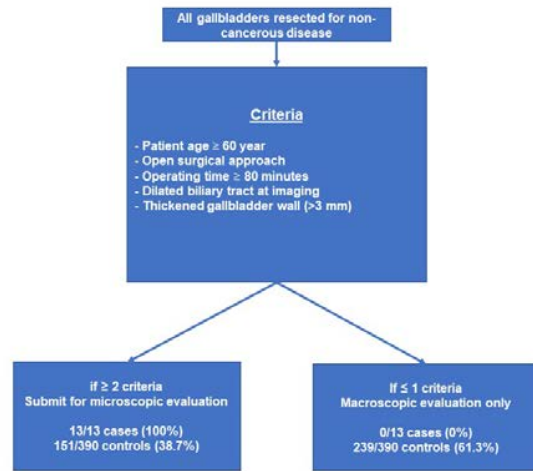 All gallbladders resected for non-
cancerous disease
Criteria
- Patient age ≥ 60 year
- Open surgical approach
- Operating time ≥ 80 minutes
- Dilated biliary tract at imaging
- Thickened gallbladder wall (>3 mm)
if ≥ 2 criteria
Submit for microscopic evaluation
13/13 cases (100%)
151/390 controls (38.7%)
If ≤ 1 criteria
Macroscopic evaluation only
0/13 cases (0%)
239/390 controls (61.3%)